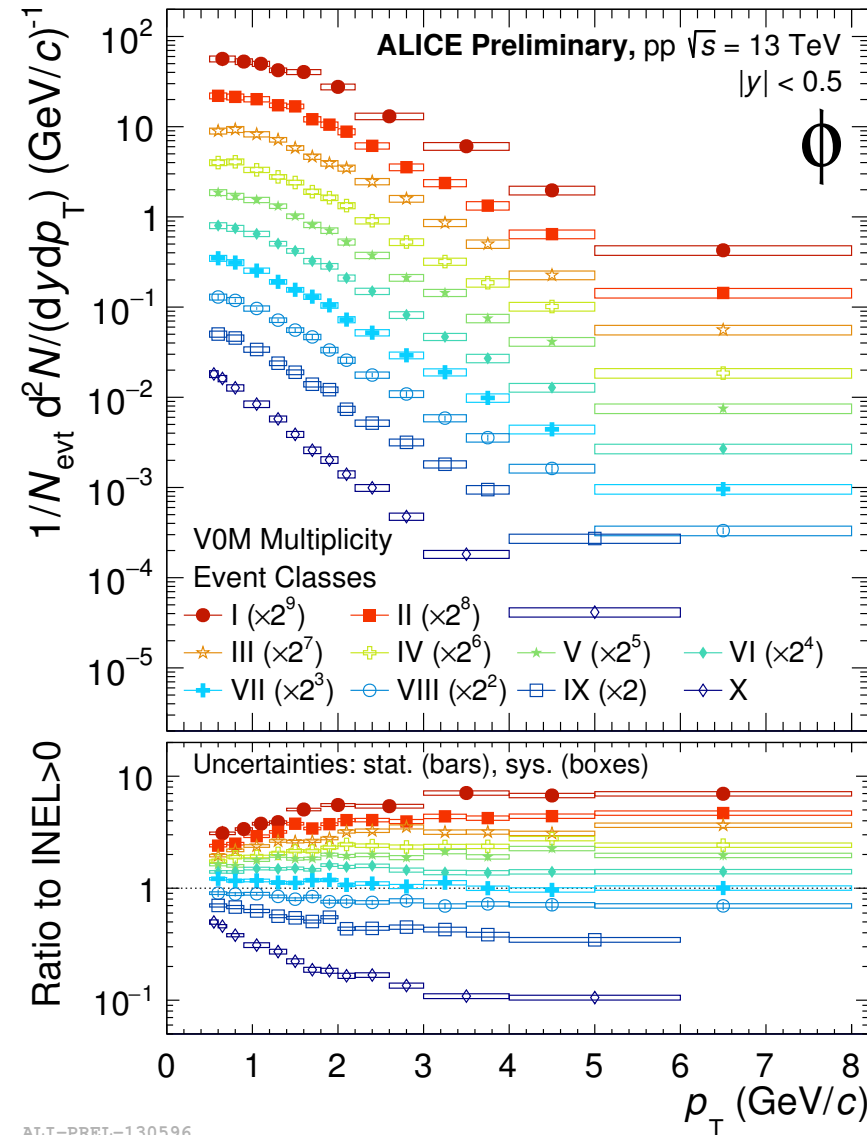 ALICE Preliminary, pp √s = 13 TeV
|y| < 0.5
ϕ
1/N_evt d²N/(dydp_T) (GeV/c)⁻¹
10²
10
1
10⁻¹
10⁻²
10⁻³
10⁻⁴
10⁻⁵
V0M Multiplicity
Event Classes
I (×2⁹) II (×2⁸)
III (×2⁷) IV (×2⁶) V (×2⁵) VI (×2⁴)
VII (×2³) VIII (×2²) IX (×2) X
Uncertainties: stat. (bars), sys. (boxes)
Ratio to INEL>0
10
1
10⁻¹
0 1 2 3 4 5 6 7 8
p_T (GeV/c)
ALI-PREL-130596